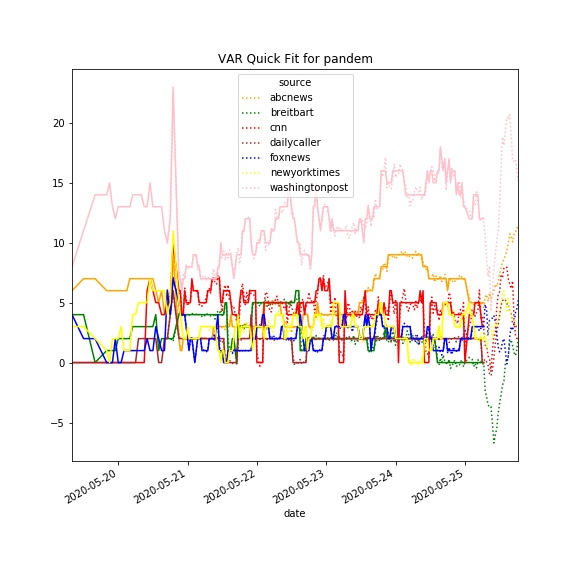 VAR Quick Fit for pandem
source
abcnews
breitbart
cnn
dailycaller
foxnews
newyorktimes
washingtonpost
20
15
10
5
0
−5
2020-05-20
2020-05-21
2020-05-22
2020-05-23
2020-05-24
2020-05-25
date